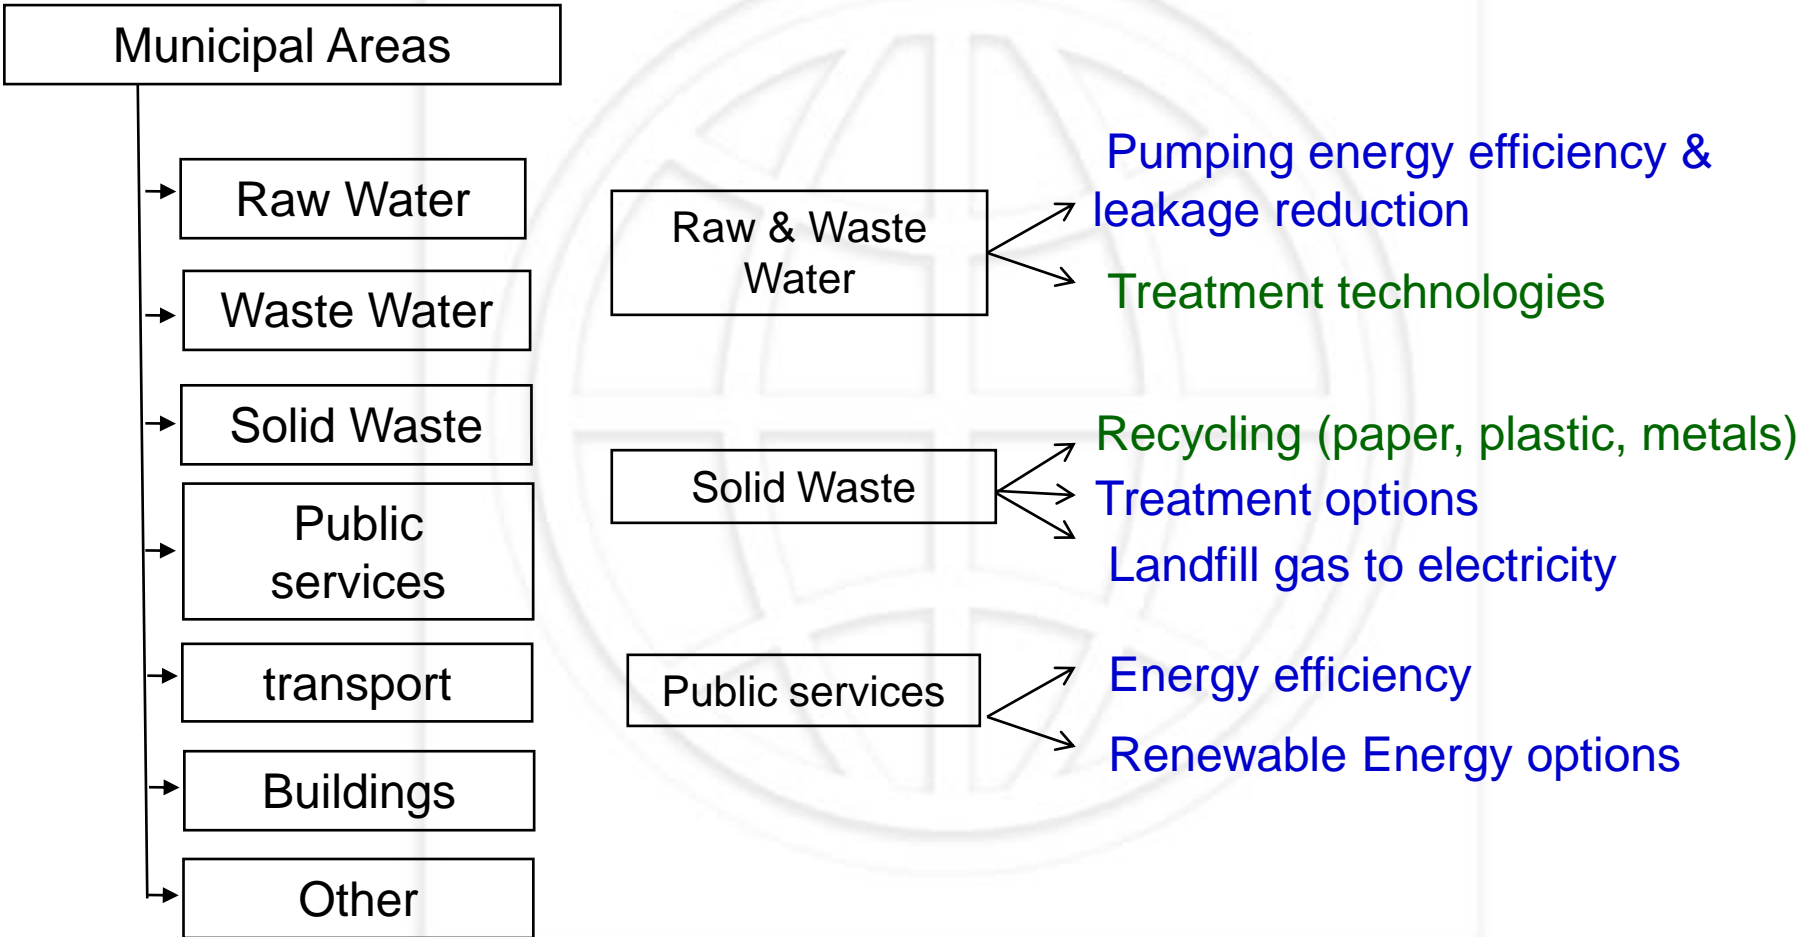 Municipal Areas
Raw Water
Waste Water
Solid Waste
Public
services
transport
Buildings
Other
Raw & Waste
Water
Pumping energy efficiency &
leakage reduction
Treatment technologies
Solid Waste
Recycling (paper, plastic, metals)
Treatment options
Landfill gas to electricity
Public services
Energy efficiency
Renewable Energy options